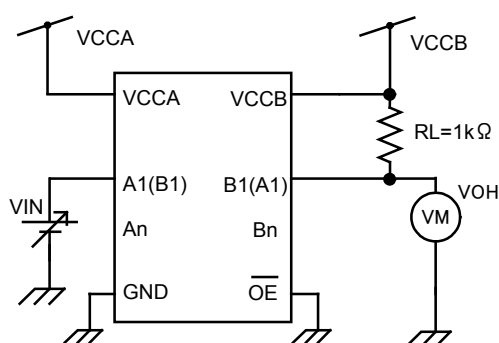 VCCA
VCCB
VCCA
VCCB
RL=1kΩ
A1(B1)
B1(A1)
VIN
VOH
VM
An
Bn
GND
OE